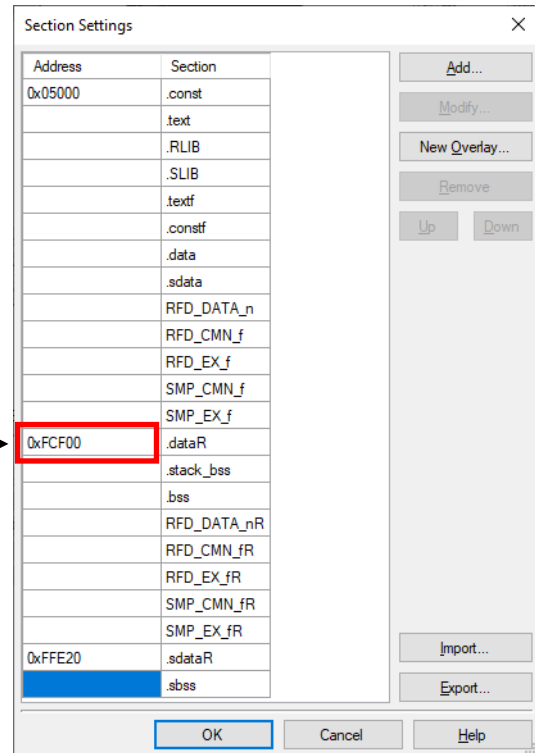 Section Settings
Address Section
0x05000 .const
.text
.RLIB
.SLIB
.textf
.constf
.data
.sdata
RFD_DATA_n
RFD_CMN_f
RFD_EX_f
SMP_CMN_f
SMP_EX_f
0xFCF00 .dataR
.stack_bss
.bss
RFD_DATA_nR
RFD_CMN_fR
RFD_EX_fR
SMP_CMN_fR
SMP_EX_fR
0xFFE20 .sdataR
.sbss
Add...
Modify...
New Overlay...
Remove
Up Down
Import...
Export...
OK Cancel Help